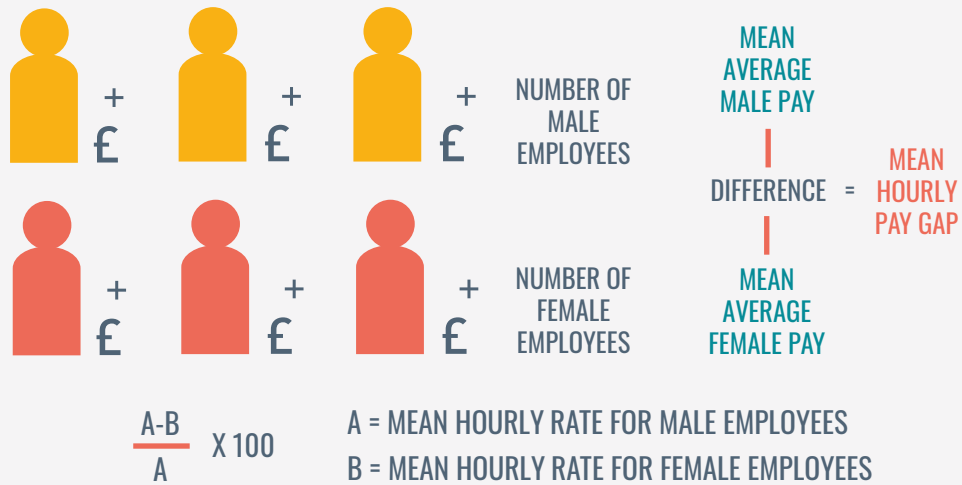 +
£
+
£
+
£
NUMBER OF
MALE
EMPLOYEES
MEAN
AVERAGE
MALE PAY
DIFFERENCE
=
MEAN
HOURLY
PAY GAP
+
£
+
£
+
£
NUMBER OF
FEMALE
EMPLOYEES
MEAN
AVERAGE
FEMALE PAY
A-B
A
X 100
A = MEAN HOURLY RATE FOR MALE EMPLOYEES
B = MEAN HOURLY RATE FOR FEMALE EMPLOYEES